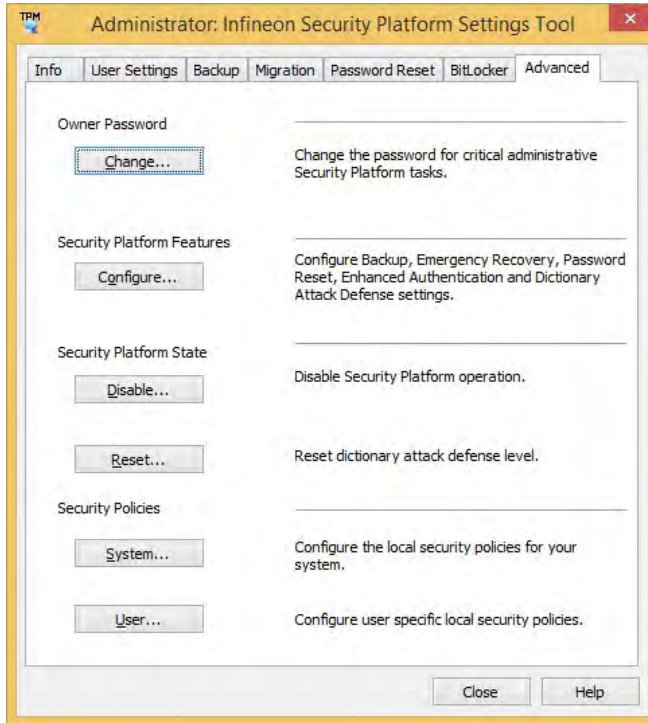 TPM
Administrator: Infineon Security Platform Settings Tool
Info User Settings Backup Migration Password Reset BitLocker Advanced
Owner Password
Change...
Change the password for critical administrative
Security Platform tasks.
Security Platform Features
Configure...
Configure Backup, Emergency Recovery, Password
Reset, Enhanced Authentication and Dictionary
Attack Defense settings.
Security Platform State
Disable...
Disable Security Platform operation.
Reset...
Reset dictionary attack defense level.
Security Policies
System...
Configure the local security policies for your
system.
User...
Configure user specific local security policies.
Close Help